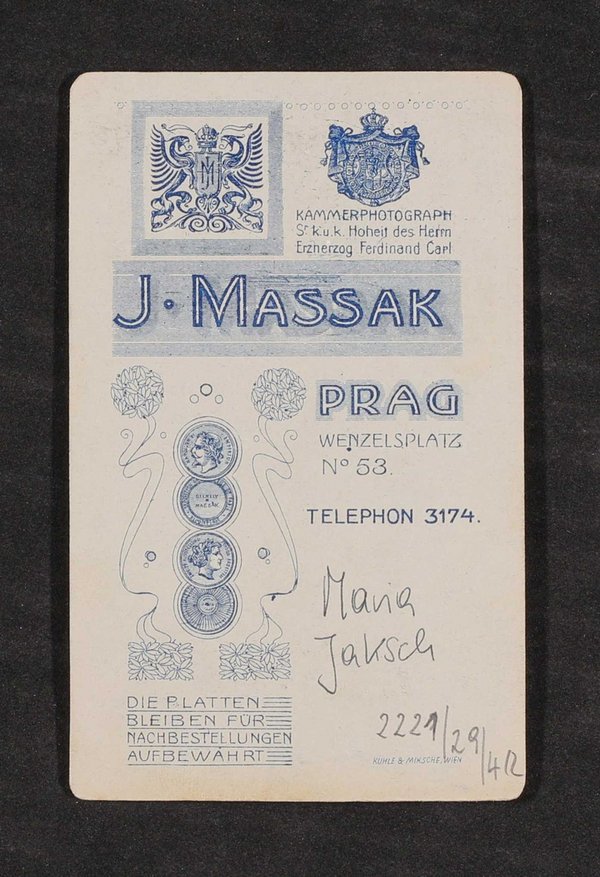 KAMMERPHOTOGRAPH
Sr k.u.k. Hoheit des Herrn
Erzherzog Ferdinand Carl
J. MASSAK
PRAG
WENZELSPLATZ
No 53.
TELEPHON 3174.
Maria
Jaksch
DIE PLATTEN
BLEIBEN FÜR
NACHBESTELLUNGEN
AUFBEWAHRT
2221/29/412
KÜHLE & MIKSCHE, WIEN